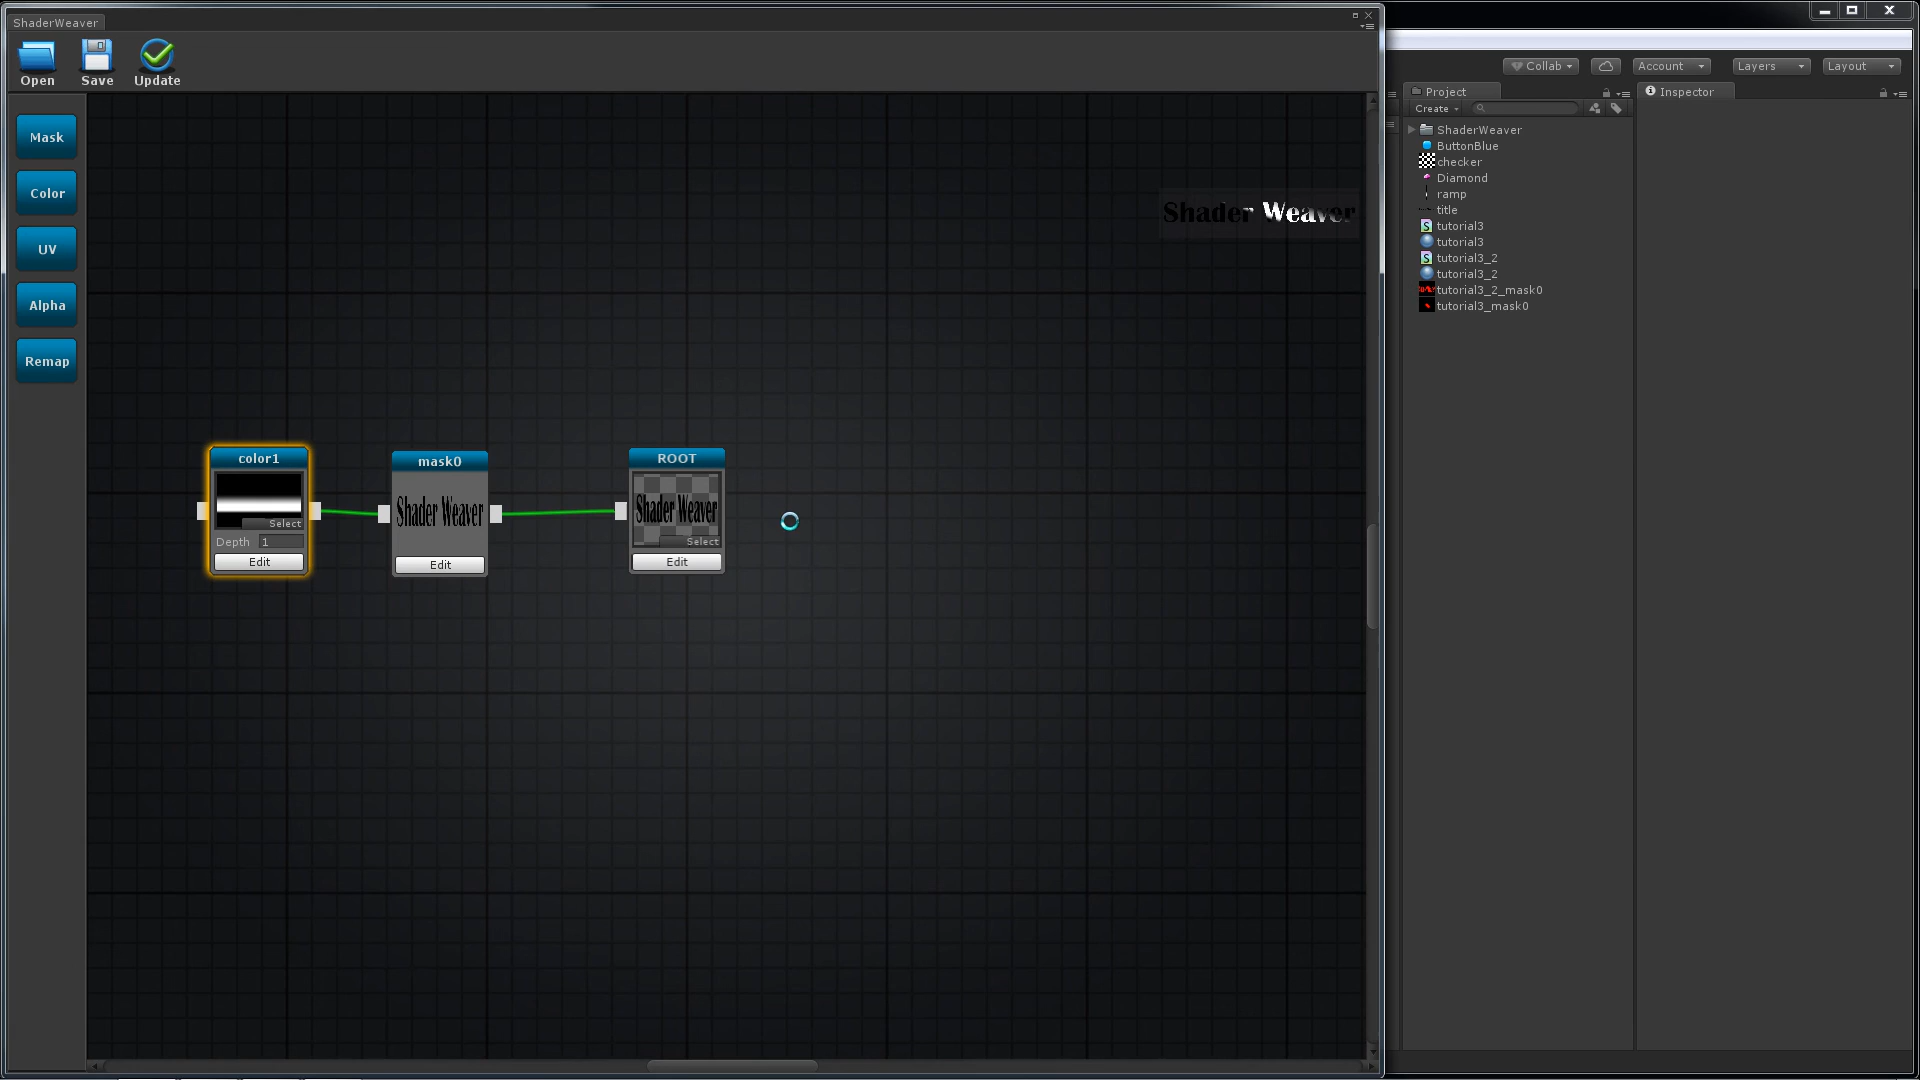 ShaderWeaver
Open
Save
Update
Mask
Color
UV
Alpha
Remap
Shader Weaver
color1
Select
Depth 1
Edit
mask0
Shader Weaver
Edit
ROOT
Shader Weaver
Select
Edit
Collab
Account
Layers
Layout
Project
Create
ShaderWeaver
ButtonBlue
checker
Diamond
ramp
title
S tutorial3
tutorial3
S tutorial3_2
tutorial3_2
tutorial3_2_mask0
tutorial3_mask0
Inspector